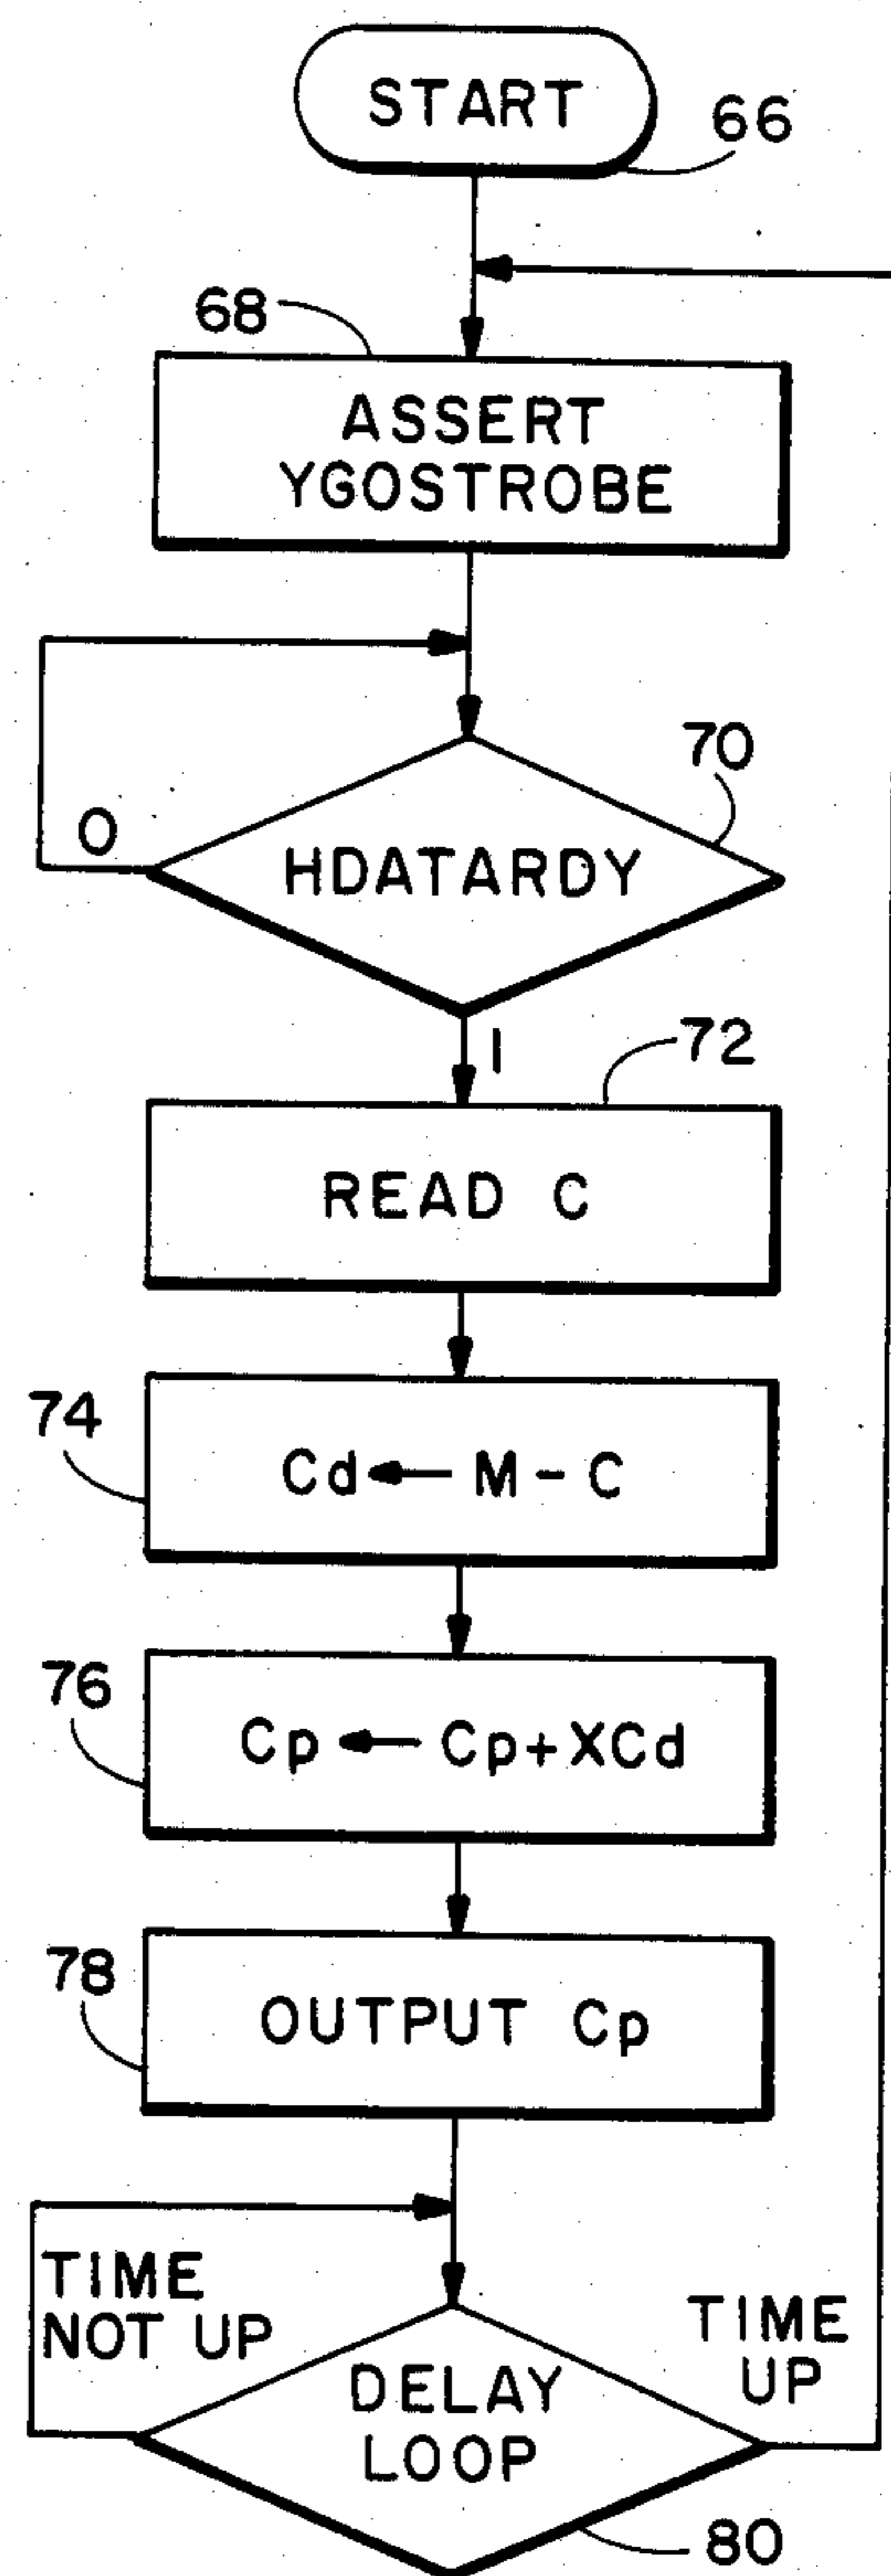 START
66
68
ASSERT
YGOSTROBE
70
0
HDATARDY
1
72
READ C
74
Cd ← M - C
76
Cp ← Cp + XCd
78
OUTPUT Cp
TIME
NOT UP
TIME
UP
DELAY
LOOP
80